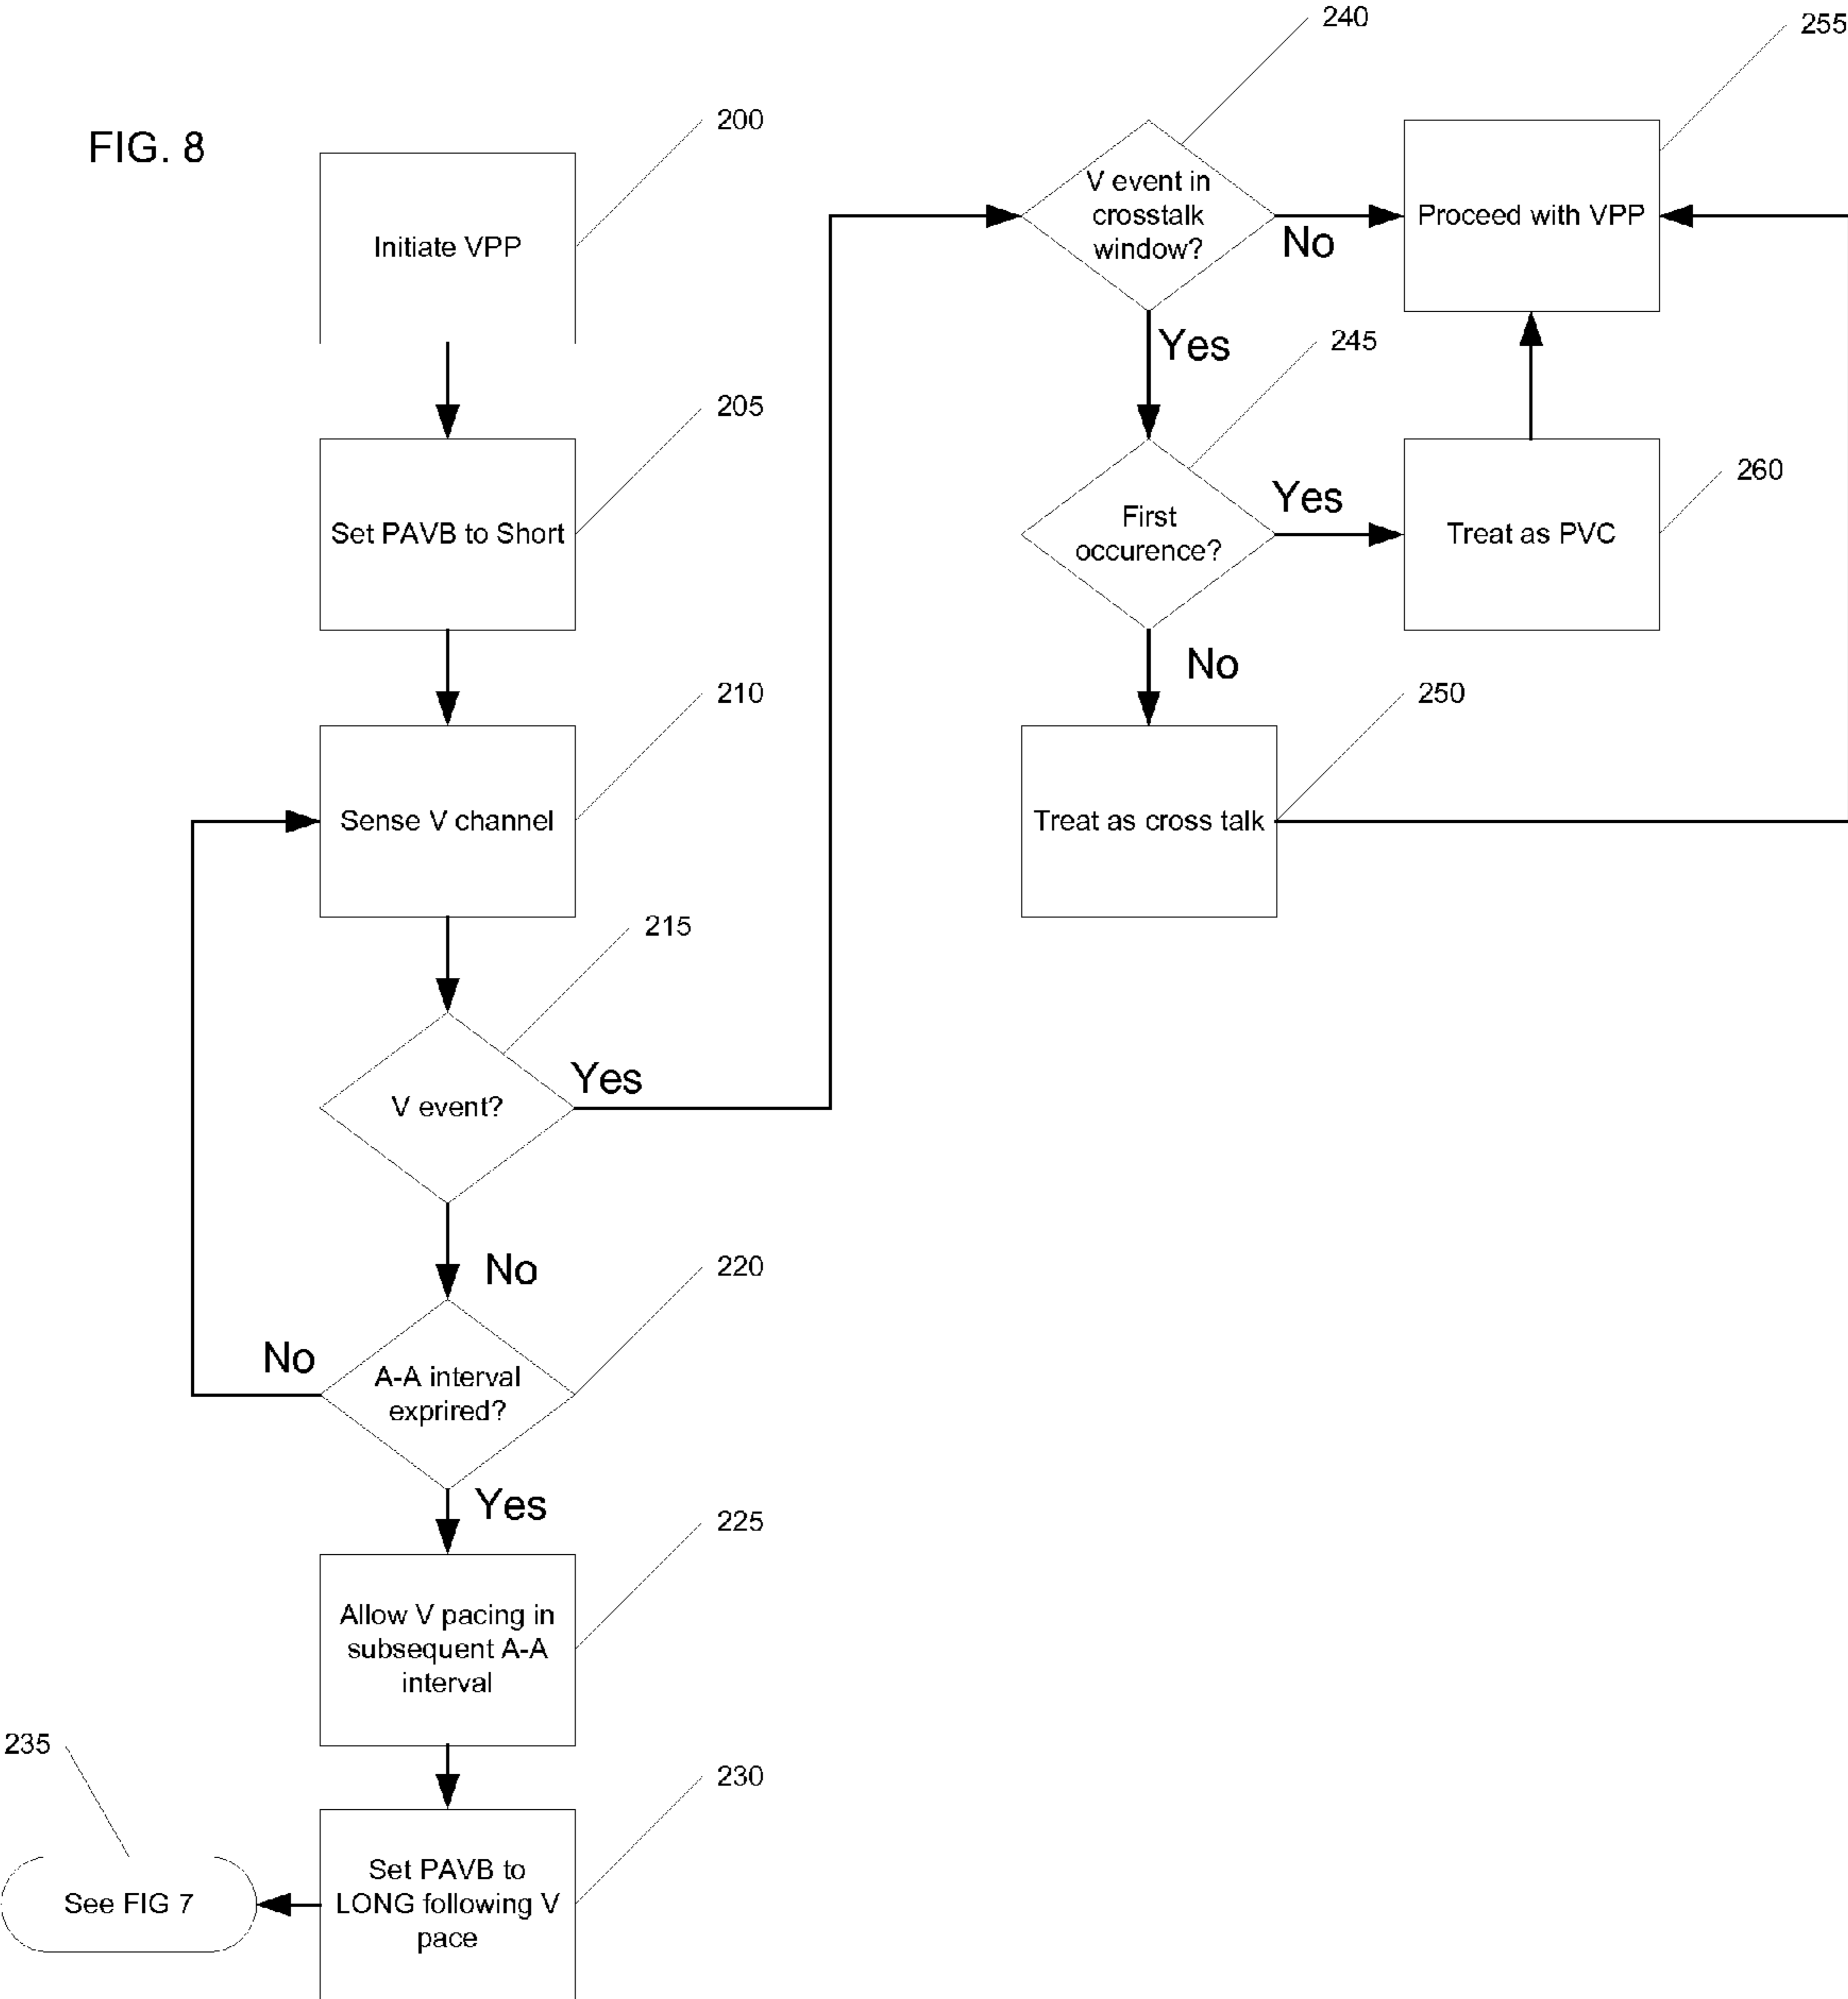 FIG. 8
200
Initiate VPP
205
Set PAVB to Short
210
Sense V channel
215
V event?
Yes
No
220
A-A interval
exprired?
No
Yes
225
Allow V pacing in
subsequent A-A
interval
230
Set PAVB to
LONG following V
pace
235
See FIG 7
240
V event in
crosstalk
window?
No
Yes
255
Proceed with VPP
245
First
occurence?
Yes
No
260
Treat as PVC
250
Treat as cross talk